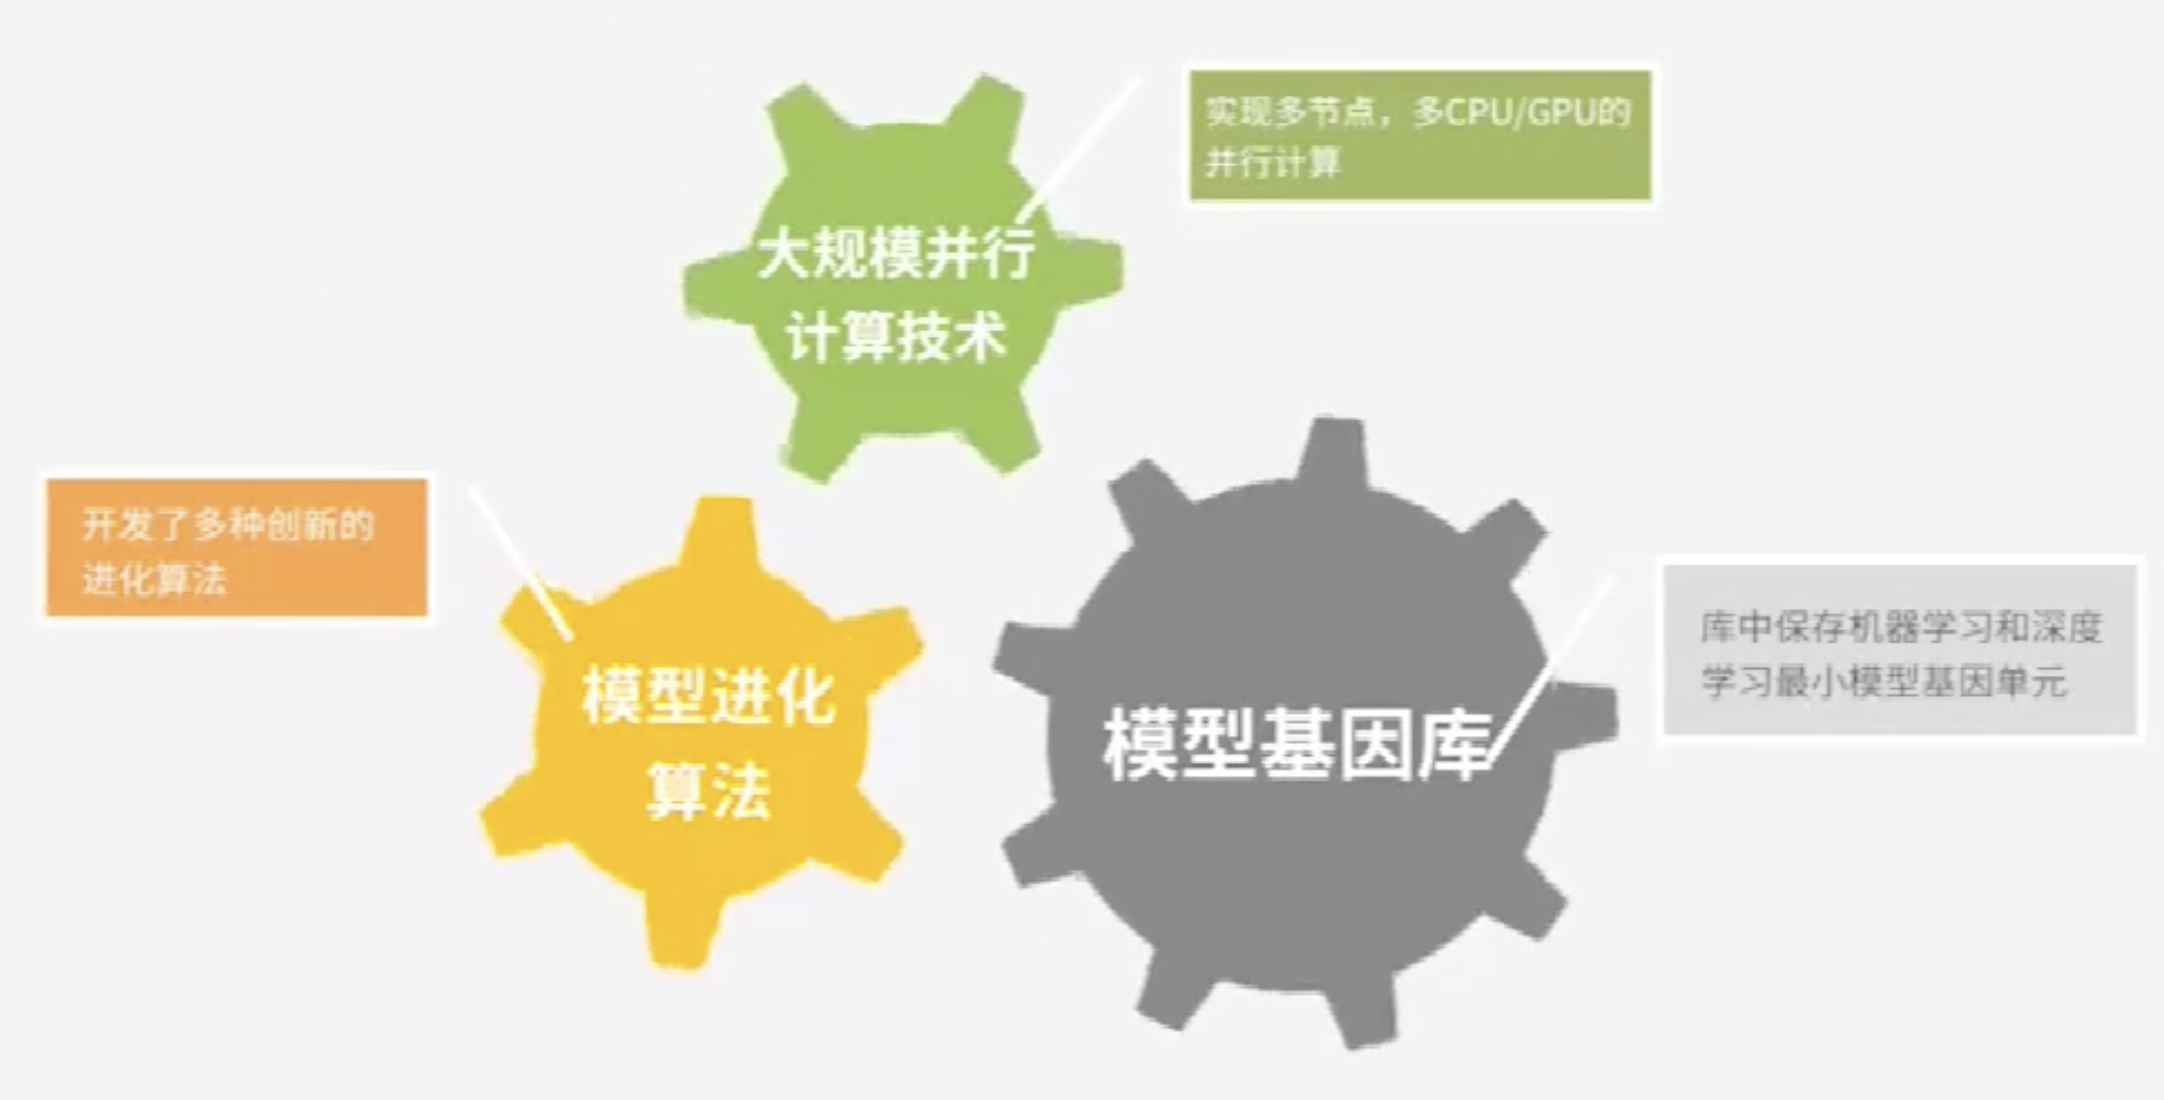 实现多节点，多CPU/GPU的
并行计算
大规模并行
计算技术
开发了多种创新的
进化算法
模型进化
算法
库中保存机器学习和深度
学习最小模型基因单元
模型基因库